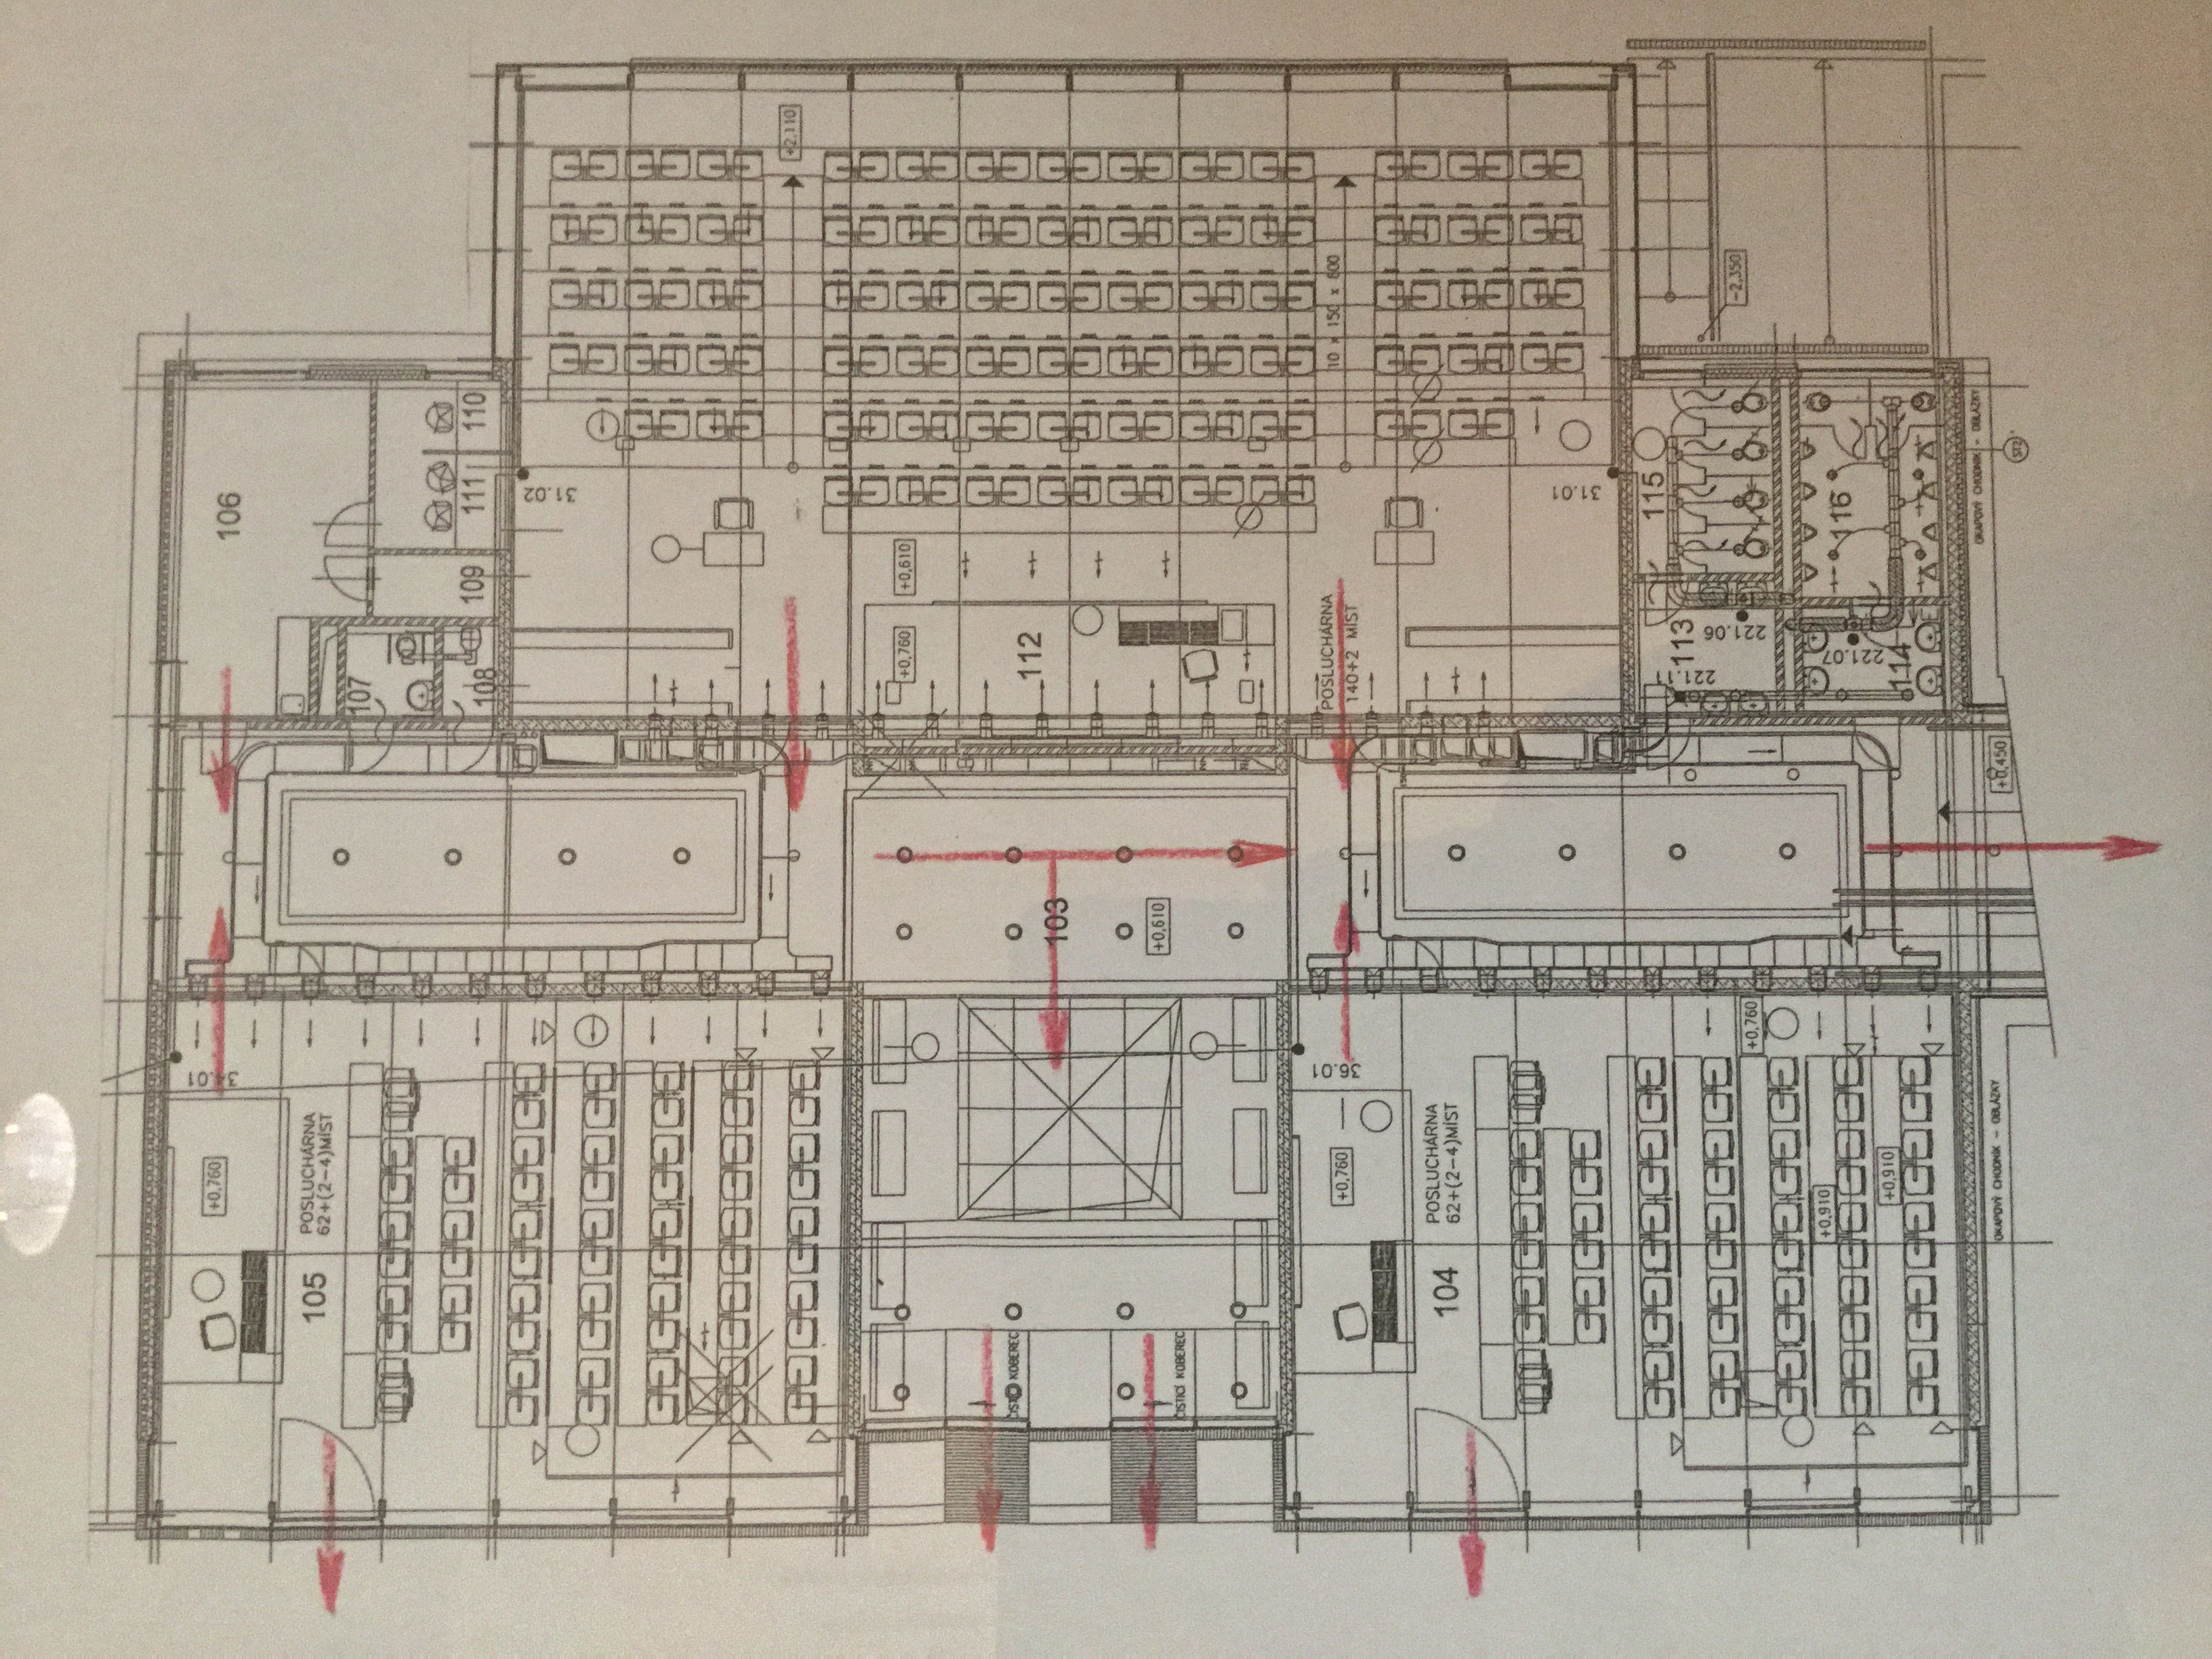 +0,760
34.01
106
105
POSLUCHÁRNA
62+(2-4)MÍST
107
108
109
111
110
31.02
+2,110
+0,760
+0,610
ČISTICÍ KOBEREC
112
103
+0,610
ČISTICÍ KOBEREC
+0,760
36.01
POSLUCHÁRNA
140+2 MÍST
10 x 150 x 800
104
POSLUCHÁRNA
62+(2-4)MÍST
31.01
115
113
221.11
221.06
-2,350
+0,760
+0,910
221.07
116
+0,910
114
OKAPOVÝ CHODNÍK - OBLÁZKY
OKAPOVÝ CHODNÍK - OBLÁZKY
+0,450